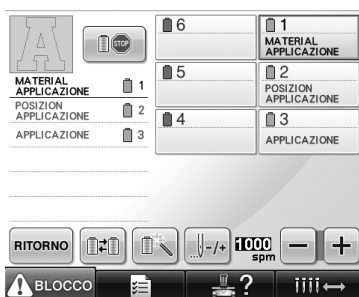 A
STOP
MATERIAL
APPLICAZIONE 1
POSIZION
APPLICAZIONE 2
APPLICAZIONE 3
6
5
4
1
MATERIAL
APPLICAZIONE
2
POSIZION
APPLICAZIONE
3
APPLICAZIONE
RITORNO
-/+
1000
spm
- +
BLOCCO
?